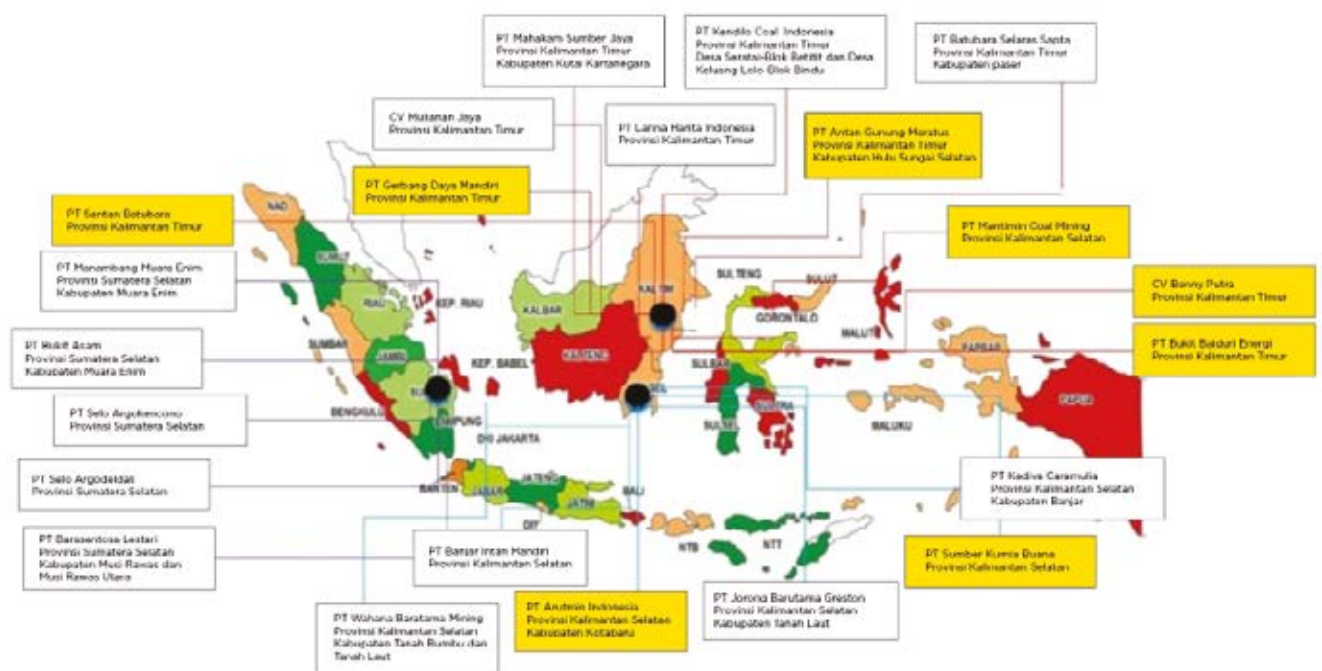 PT Mahakam Sumber Jaya
Provinsi Kalimantan Timur
Kabupaten Kutai Kartanegara
PT Kendilo Coal Indonesia
Provinsi Kalimantan Timur
Desa Seratai-Blok Betitit dan Desa
Keluang Lolo-Blok Bindu
PT Batubara Selaras Sapta
Provinsi Kalimantan Timur
Kabupaten paser
CV Mutiara Jaya
Provinsi Kalimantan Timur
PT Lanna Harita Indonesia
Provinsi Kalimantan Timur
PT Antan Gunung Meratus
Provinsi Kalimantan Timur
Kabupaten Hulu Sungai Selatan
PT Gerbang Daya Mandiri
Provinsi Kalimantan Timur
PT Santan Batubara
Provinsi Kalimantan Timur
PT Mantimin Coal Mining
Provinsi Kalimantan Selatan
PT Manambang Muara Enim
Provinsi Sumatera Selatan
Kabupaten Muara Enim
CV Bonny Putra
Provinsi Kalimantan Timur
PT Bukit Baiduri Energi
Provinsi Kalimantan Timur
PT Bukit Asam
Provinsi Sumatera Selatan
Kabupaten Muara Enim
PT Selo Argokencono
Provinsi Sumatera Selatan
PT Selo Argodedali
Provinsi Sumatera Selatan
PT Barasentosa Lestari
Provinsi Sumatera Selatan
Kabupaten Musi Rawas dan
Musi Rawas Utara
PT Banjar Intan Mandiri
Provinsi Kalimantan Selatan
PT Wahana Baratama Mining
Provinsi Kalimantan Selatan
Kabupaten Tanah Bumbu dan
Tanah Laut
PT Arutmin Indonesia
Provinsi Kalimantan Selatan
Kabupaten Kotabaru
PT Jorong Barutama Greston
Provinsi Kalimantan Selatan
Kabupaten Tanah Laut
PT Kadiya Caramulia
Provinsi Kalimantan Selatan
Kabupaten Banjar
PT Sumber Kurnia Buana
Provinsi Kalimantan Selatan
NAD
SUMUT
RIAU
KEP. RIAU
SUMBAR
JAMBI
BENGKULU
KEP. BABEL
LAMPUNG
DKI JAKARTA
BANTEN
JABAR
JATENG
DIY
JATIM
BALI
NTB
NTT
KALBAR
KALTENG
KALTIM
SULTENG
SULUT
GORONTALO
SULBAR
SULSEL
SULTRA
MALUT
MALUKU
PAPBAR
PAPUA